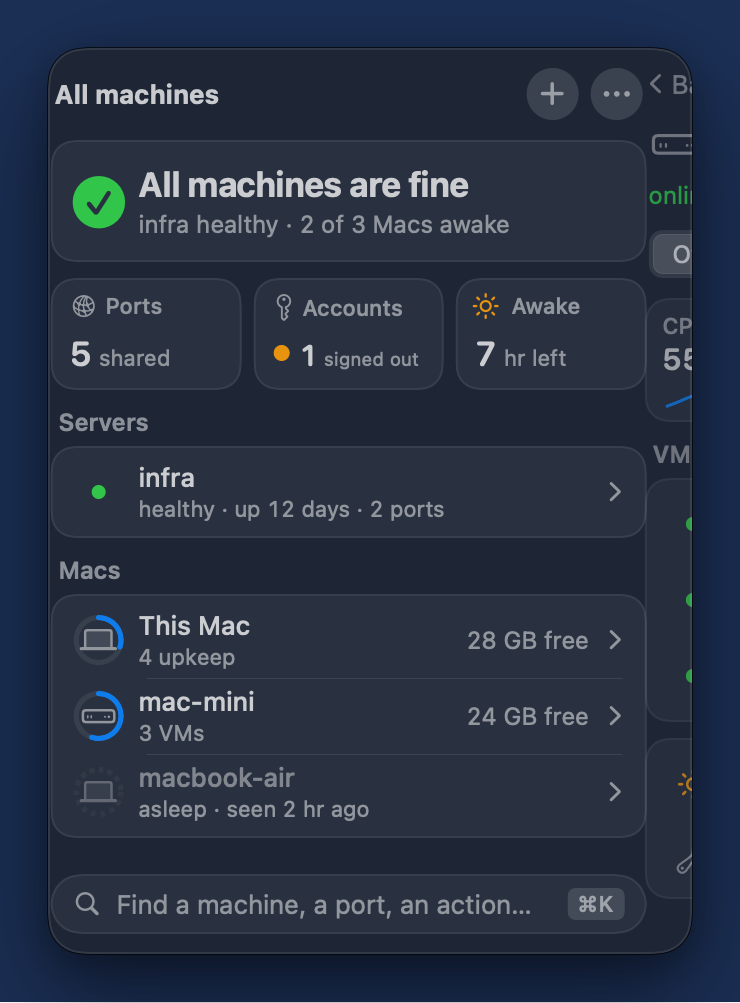 All machines
All machines are fine
infra healthy · 2 of 3 Macs awake
Ports
5 shared
Accounts
1 signed out
Awake
7 hr left
Servers
infra
healthy · up 12 days · 2 ports
Macs
This Mac
4 upkeep
28 GB free
mac-mini
3 VMs
24 GB free
macbook-air
asleep · seen 2 hr ago
Find a machine, a port, an action...
⌘K